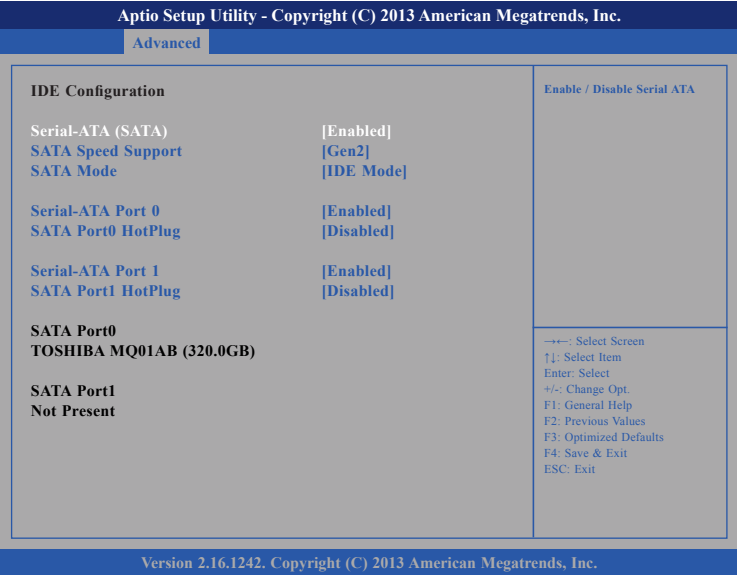 Aptio Setup Utility - Copyright (C) 2013 American Megatrends, Inc.
Advanced
IDE Configuration
Serial-ATA (SATA) [Enabled]
SATA Speed Support [Gen2]
SATA Mode [IDE Mode]
Serial-ATA Port 0 [Enabled]
SATA Port0 HotPlug [Disabled]
Serial-ATA Port 1 [Enabled]
SATA Port1 HotPlug [Disabled]
SATA Port0
TOSHIBA MQ01AB (320.0GB)
SATA Port1
Not Present
Enable / Disable Serial ATA
→←: Select Screen
↑↓: Select Item
Enter: Select
+/-: Change Opt.
F1: General Help
F2: Previous Values
F3: Optimized Defaults
F4: Save & Exit
ESC: Exit
Version 2.16.1242. Copyright (C) 2013 American Megatrends, Inc.